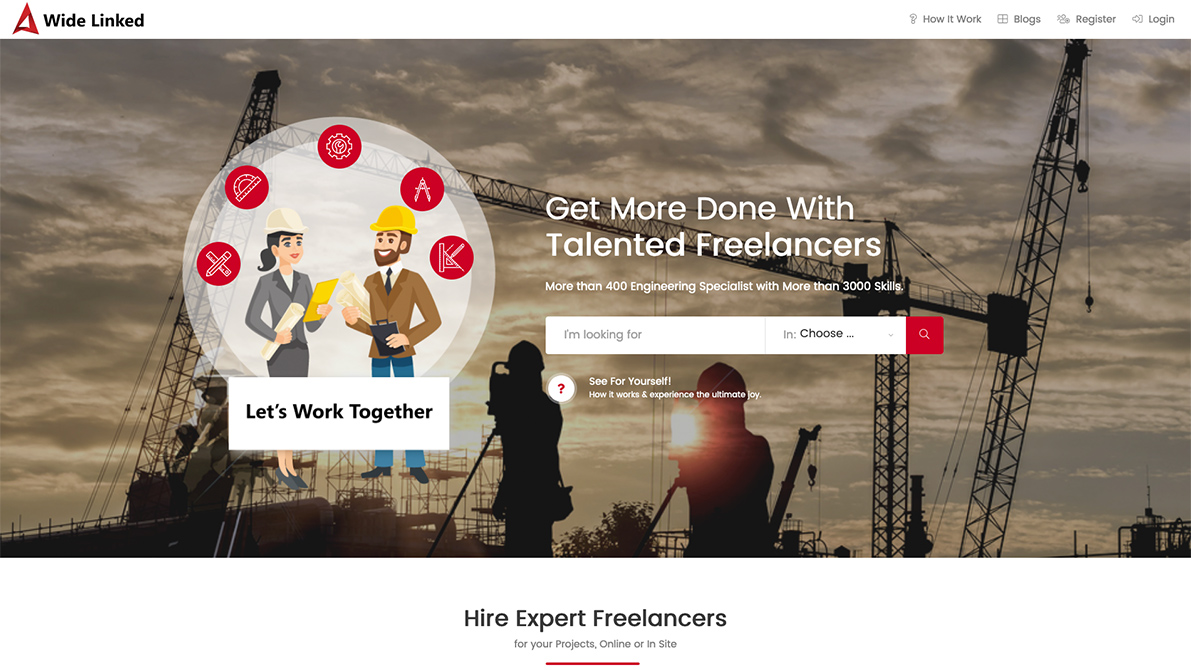 Wide Linked
How It Work
Blogs
Register
Login
Get More Done With
Talented Freelancers
More than 400 Engineering Specialist with More than 3000 Skills.
I'm looking for
In: Choose ...
?
See For Yourself!
How it works & experience the ultimate joy.
Let's Work Together
Hire Expert Freelancers
for your Projects, Online or In Site